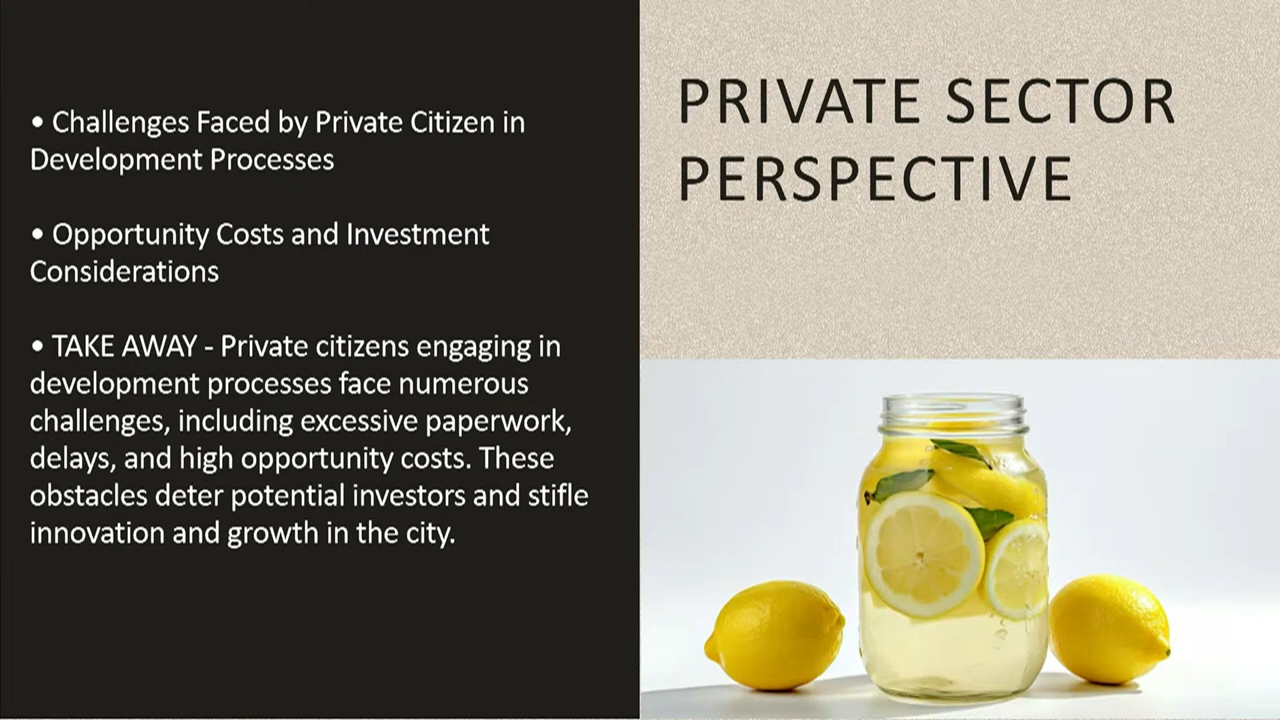 PRIVATE SECTOR
PERSPECTIVE
• Challenges Faced by Private Citizen in
Development Processes
• Opportunity Costs and Investment
Considerations
• TAKE AWAY - Private citizens engaging in
development processes face numerous
challenges, including excessive paperwork,
delays, and high opportunity costs. These
obstacles deter potential investors and stifle
innovation and growth in the city.